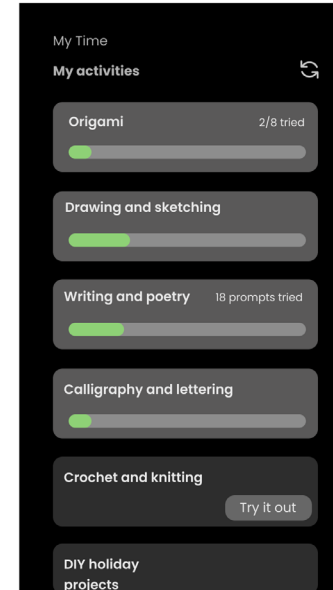 My Time
My activities
Origami 2/8 tried
Drawing and sketching
Writing and poetry 18 prompts tried
Calligraphy and lettering
Crochet and knitting
Try it out
DIY holiday
projects